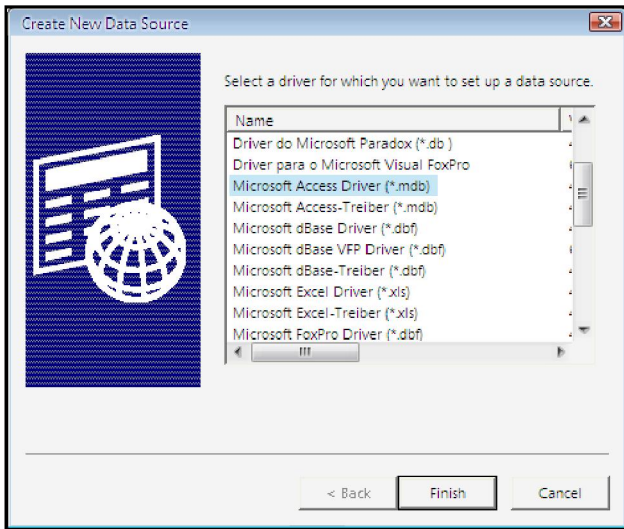 Create New Data Source
Select a driver for which you want to set up a data source.
Name
Driver do Microsoft Paradox (*.db )
Driver para o Microsoft Visual FoxPro
Microsoft Access Driver (*.mdb)
Microsoft Access-Treiber (*.mdb)
Microsoft dBase Driver (*.dbf)
Microsoft dBase VFP Driver (*.dbf)
Microsoft dBase-Treiber (*.dbf)
Microsoft Excel Driver (*.xls)
Microsoft Excel-Treiber (*.xls)
Microsoft FoxPro Driver (*.dbf)
< Back
Finish
Cancel